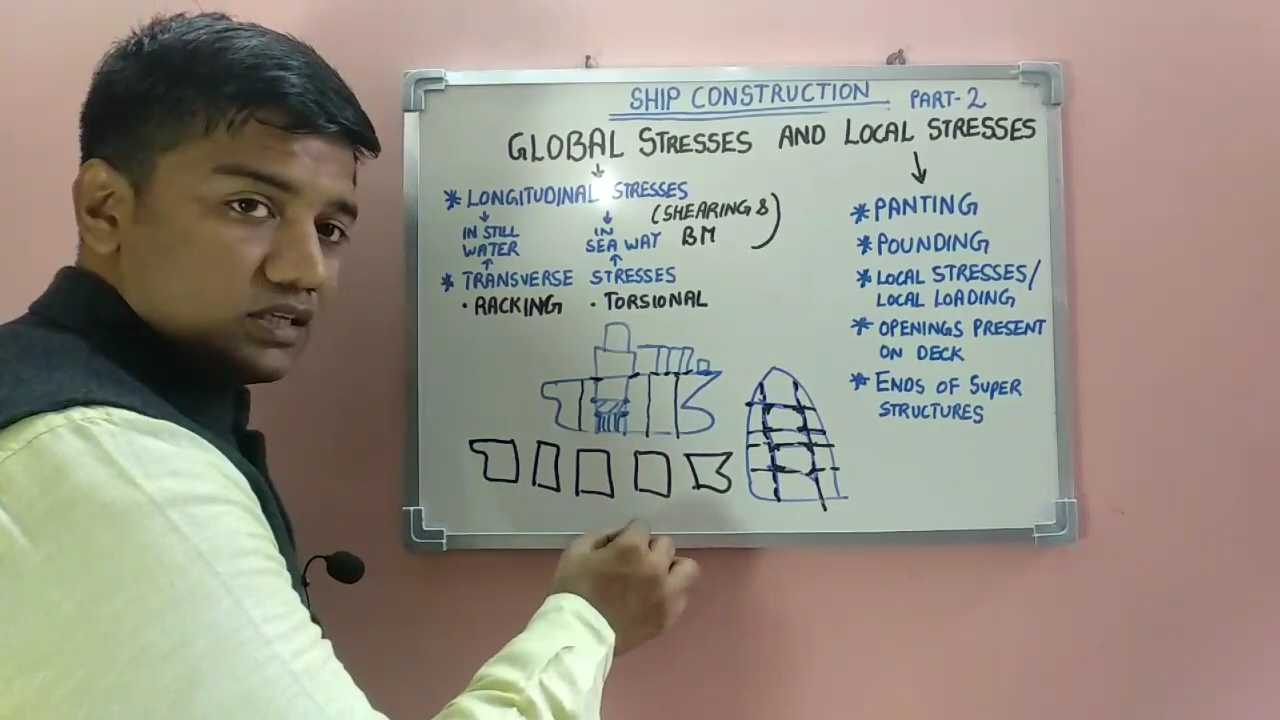 SHIP CONSTRUCTION PART-2
GLOBAL STRESSES AND LOCAL STRESSES
* LONGITUDINAL STRESSES
(SHEARING &
BM)
IN STILL
WATER
IN
SEA WAY
* TRANSVERSE STRESSES
• RACKING • TORSIONAL
* PANTING
* POUNDING
* LOCAL STRESSES/
LOCAL LOADING
* OPENINGS PRESENT
ON DECK
* ENDS OF SUPER
STRUCTURES